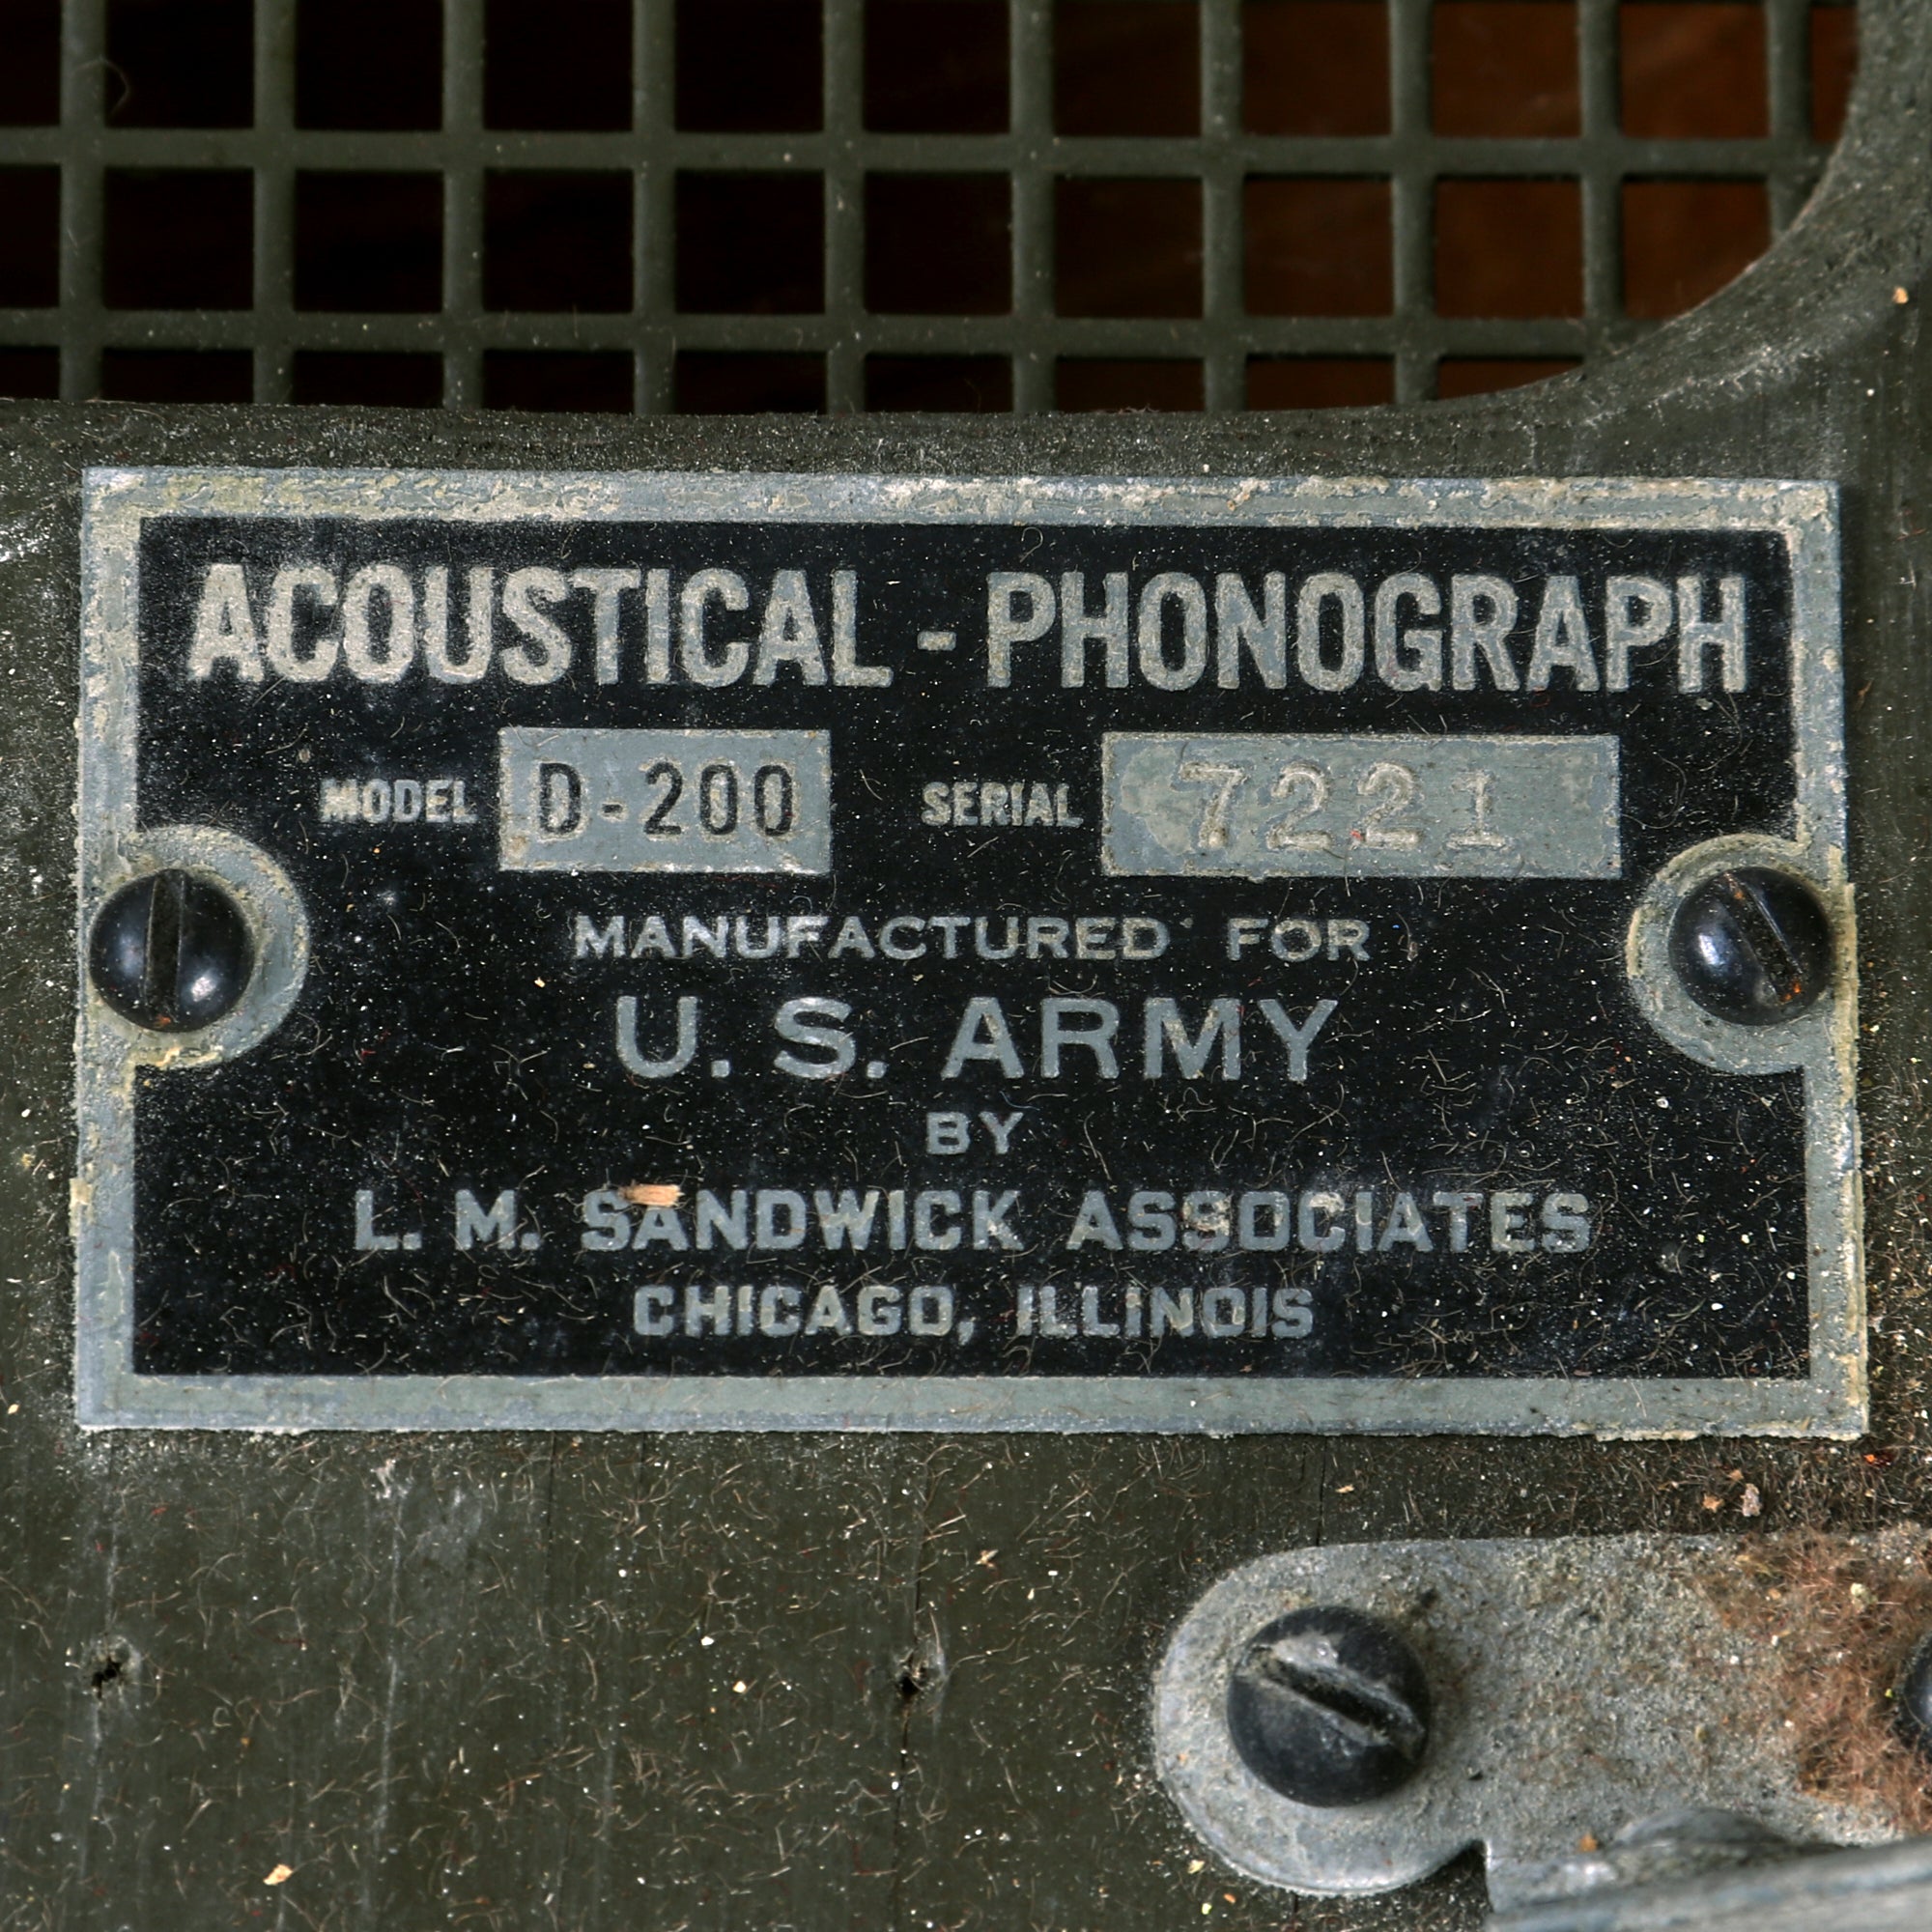 ACOUSTICAL - PHONOGRAPH
MODEL D-200 SERIAL 7221
MANUFACTURED FOR
U. S. ARMY
BY
L. M. SANDWICK ASSOCIATES
CHICAGO, ILLINOIS